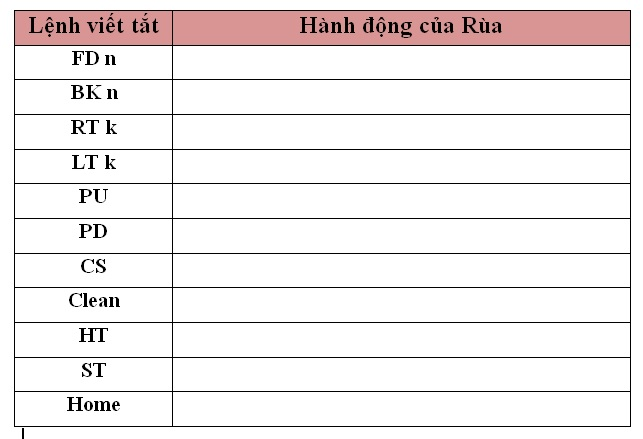 Lệnh viết tắt Hành động của Rùa
FD n
BK n
RT k
LT k
PU
PD
CS
Clean
HT
ST
Home